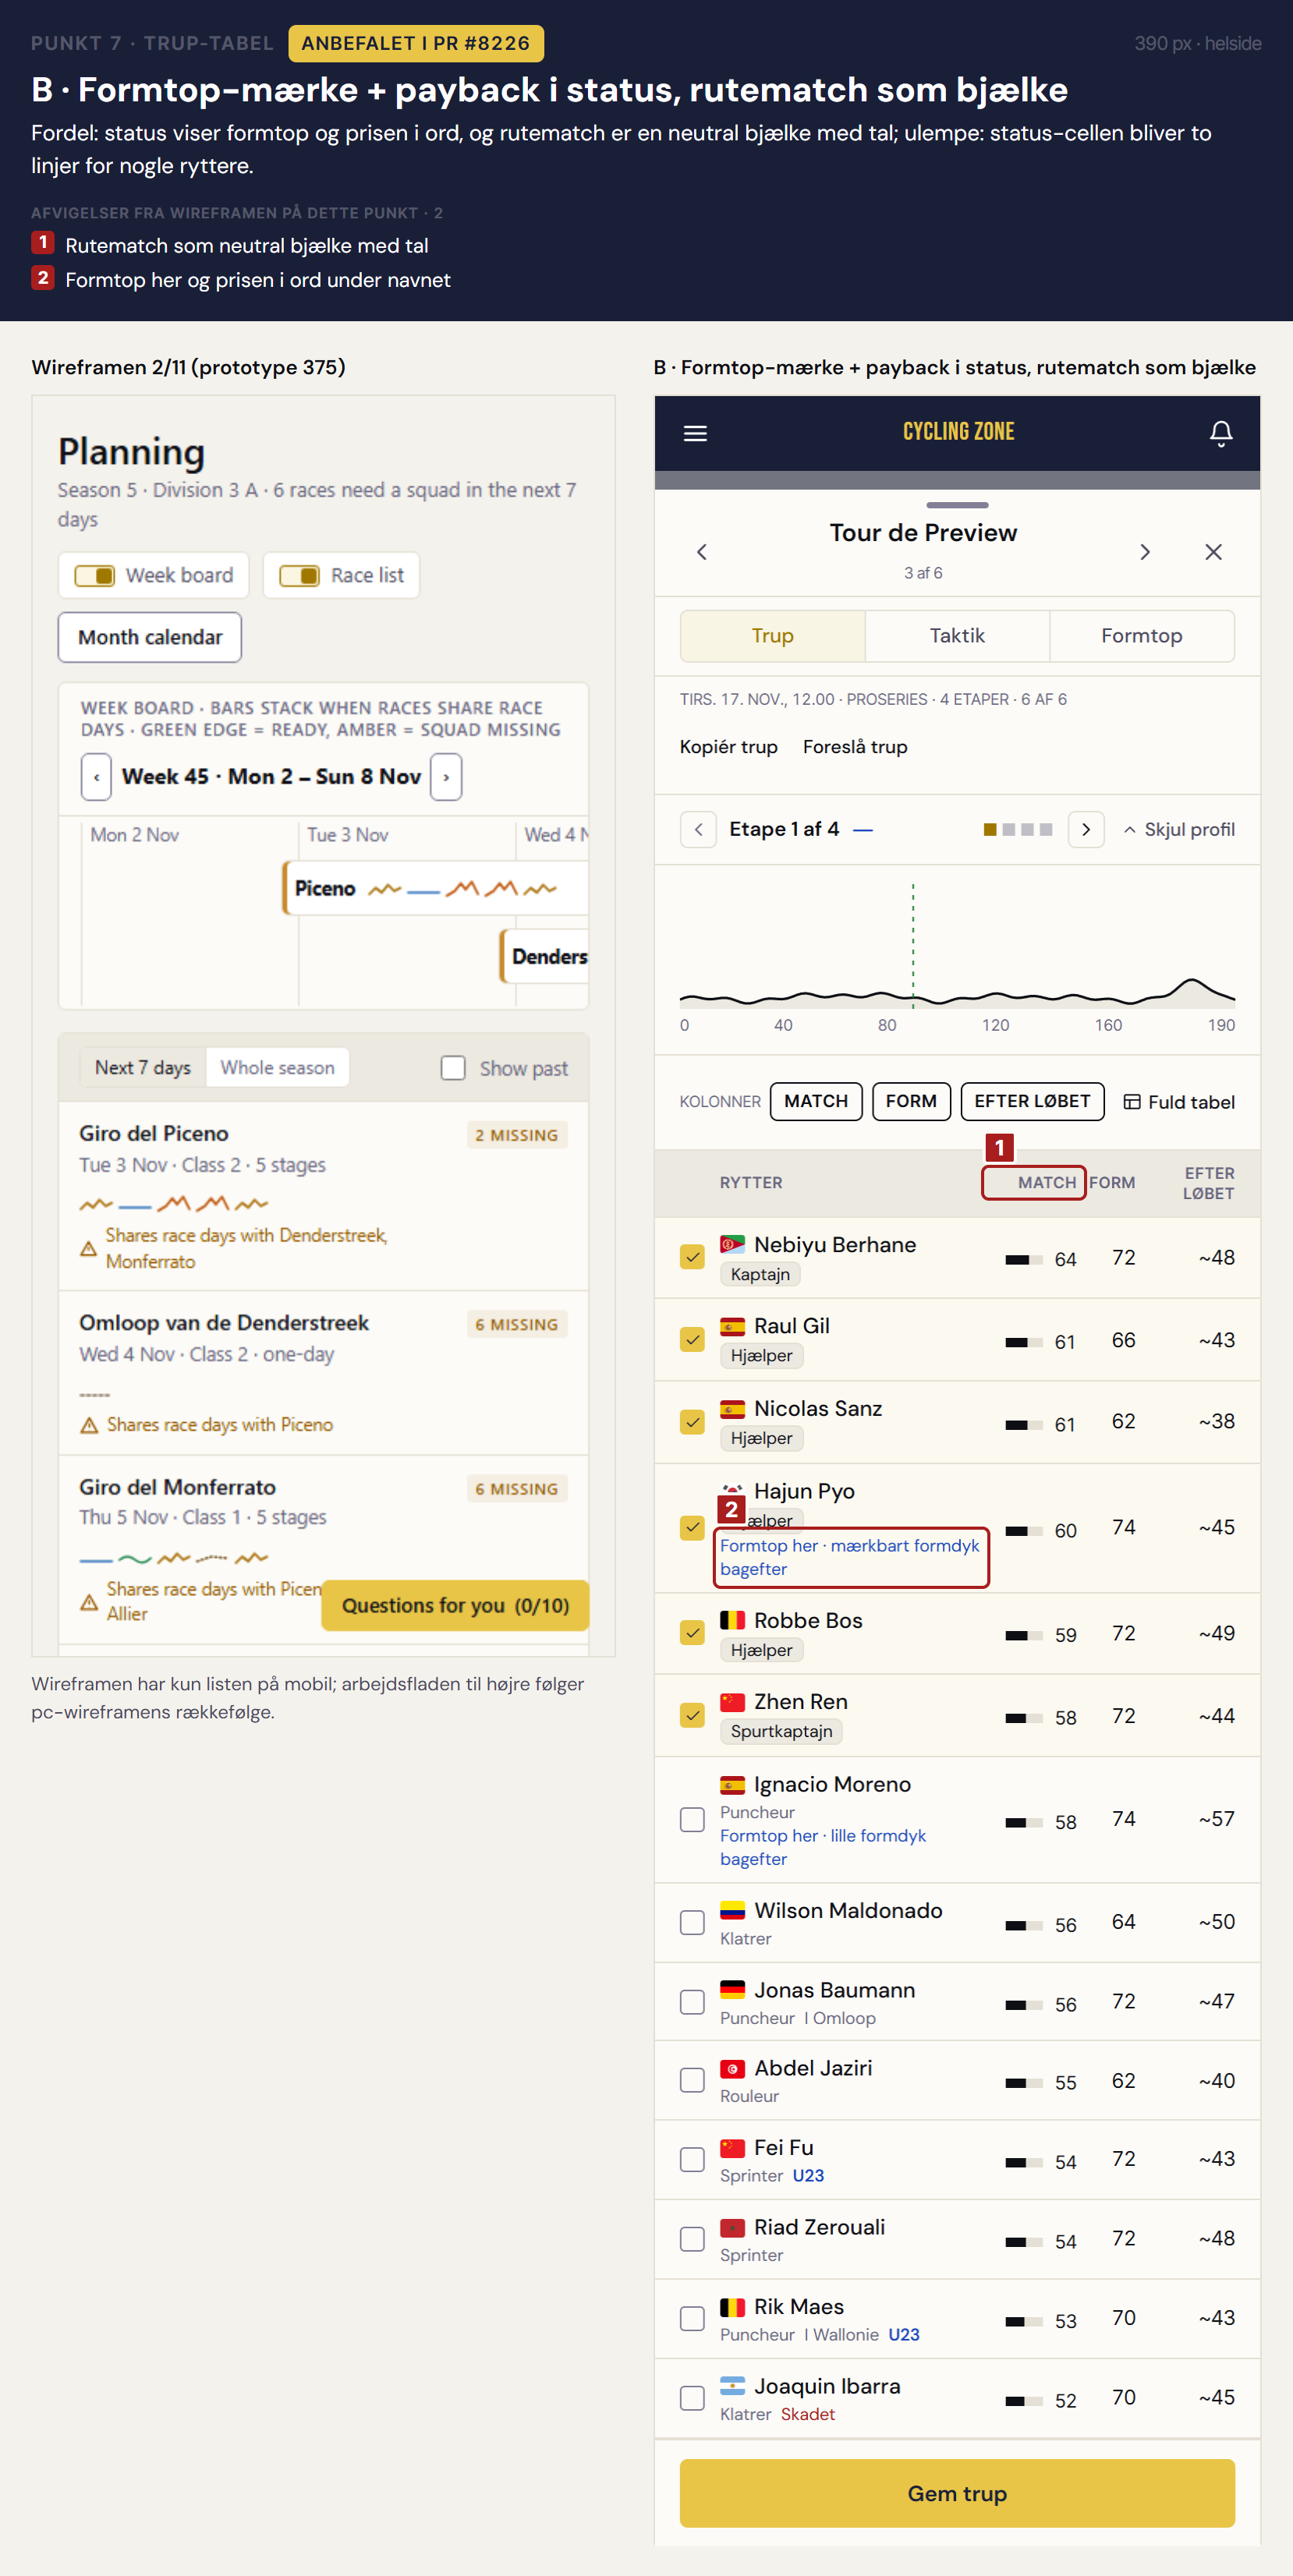 PUNKT 7 · TRUP-TABEL
ANBEFALET I PR #8226
390 px · helside
B · Formtop-mærke + payback i status, rutematch som bjælke
Fordel: status viser formtop og prisen i ord, og rutematch er en neutral bjælke med tal; ulempe: status-cellen bliver to
linjer for nogle ryttere.
AFVIGELSER FRA WIREFRAMEN PÅ DETTE PUNKT · 2
1 Rutematch som neutral bjælke med tal
2 Formtop her og prisen i ord under navnet
Wireframen 2/11 (prototype 375)
Planning
Season 5 · Division 3 A · 6 races need a squad in the next 7
days
Week board
Race list
Month calendar
WEEK BOARD · BARS STACK WHEN RACES SHARE RACE
DAYS · GREEN EDGE = READY, AMBER = SQUAD MISSING
‹ Week 45 · Mon 2 – Sun 8 Nov ›
Mon 2 Nov
Tue 3 Nov
Wed 4 N
Piceno
Denders
Next 7 days
Whole season
Show past
Giro del Piceno
2 MISSING
Tue 3 Nov · Class 2 · 5 stages
Shares race days with Denderstreek,
Monferrato
Omloop van de Denderstreek
6 MISSING
Wed 4 Nov · Class 2 · one-day
Shares race days with Piceno
Giro del Monferrato
6 MISSING
Thu 5 Nov · Class 1 · 5 stages
Shares race days with Picen
Allier
Questions for you (0/10)
Wireframen har kun listen på mobil; arbejdsfladen til højre følger
pc-wireframens rækkefølge.
B · Formtop-mærke + payback i status, rutematch som bjælke
CYCLING ZONE
Tour de Preview
3 af 6
Trup
Taktik
Formtop
TIRS. 17. NOV., 12.00 · PROSERIES · 4 ETAPER · 6 AF 6
Kopiér trup
Foreslå trup
Etape 1 af 4
Skjul profil
0 40 80 120 160 190
KOLONNER
MATCH
FORM
EFTER LØBET
Fuld tabel
1
RYTTER
MATCH
FORM
EFTER
LØBET
Nebiyu Berhane
Kaptajn
64 72 ~48
Raul Gil
Hjælper
61 66 ~43
Nicolas Sanz
Hjælper
61 62 ~38
Hajun Pyo
2
ælper
Formtop her · mærkbart formdyk
bagefter
60 74 ~45
Robbe Bos
Hjælper
59 72 ~49
Zhen Ren
Spurtkaptajn
58 72 ~44
Ignacio Moreno
Puncheur
Formtop her · lille formdyk
bagefter
58 74 ~57
Wilson Maldonado
Klatrer
56 64 ~50
Jonas Baumann
Puncheur I Omloop
56 72 ~47
Abdel Jaziri
Rouleur
55 62 ~40
Fei Fu
Sprinter U23
54 72 ~43
Riad Zerouali
Sprinter
54 72 ~48
Rik Maes
Puncheur I Wallonie U23
53 70 ~43
Joaquin Ibarra
Klatrer Skadet
52 70 ~45
Gem trup